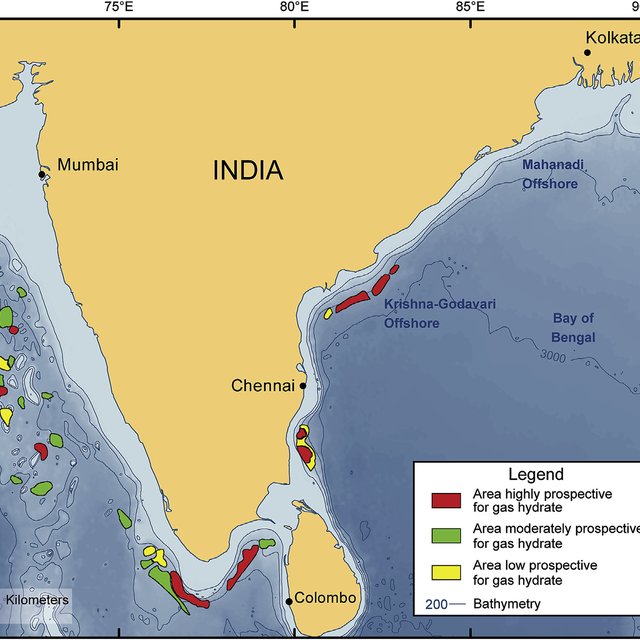 75°E 80°E 85°E 9
Kolkata
Mumbai
INDIA
Mahanadi
Offshore
Krishna-Godavari
Offshore
Bay of
Bengal
3000
Chennai
Legend
Area highly prospective
for gas hydrate
Area moderately prospective
for gas hydrate
Area low prospective
for gas hydrate
200 Bathymetry
Kilometers
Colombo